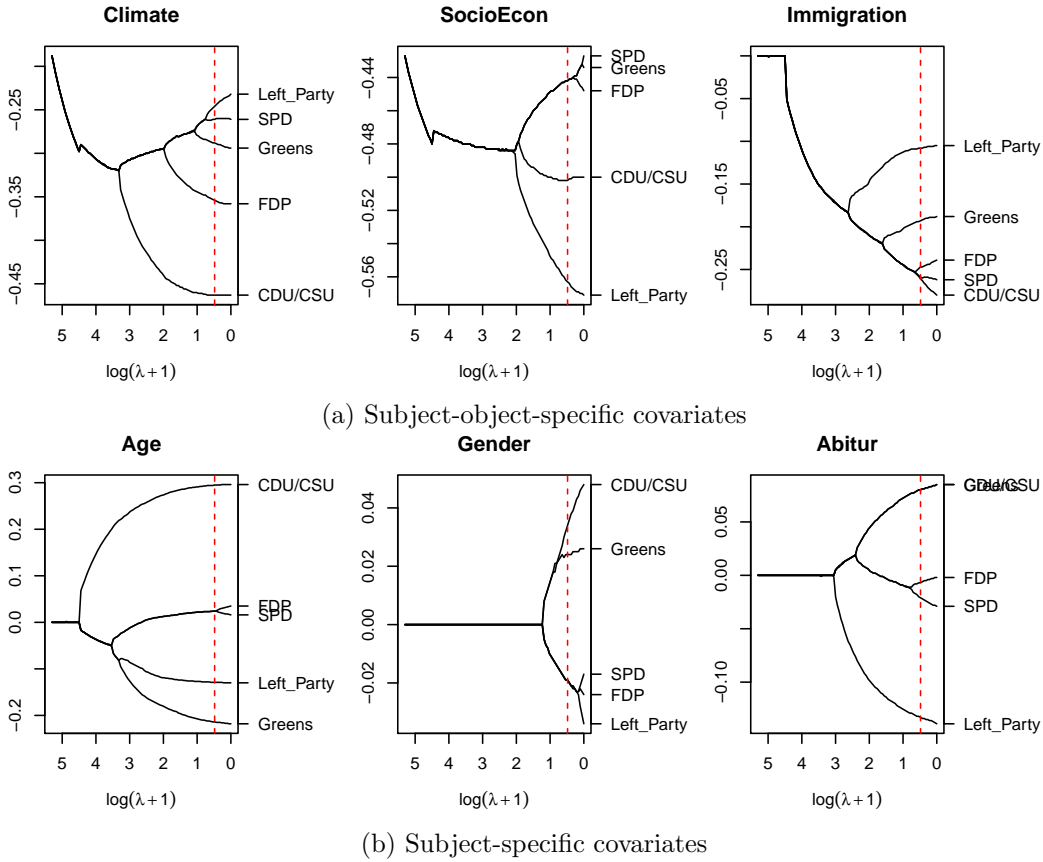 Climate
−0.25
−0.35
−0.45
Left_Party
SPD
Greens
FDP
CDU/CSU
5 4 3 2 1 0
log(λ+1)
SocioEcon
−0.44
−0.48
−0.52
−0.56
SPD
Greens
FDP
CDU/CSU
Left_Party
5 4 3 2 1 0
log(λ+1)
Immigration
−0.05
−0.15
−0.25
Left_Party
Greens
FDP
SPD
CDU/CSU
5 4 3 2 1 0
log(λ+1)
(a) Subject-object-specific covariates
Age
0.3
0.2
0.1
0.0
−0.2
CDU/CSU
FDP
SPD
Left_Party
Greens
5 4 3 2 1 0
log(λ+1)
Gender
0.04
0.02
0.00
−0.02
CDU/CSU
Greens
SPD
FDP
Left_Party
5 4 3 2 1 0
log(λ+1)
Abitur
0.05
0.00
−0.10
CDU/CSU
Greens
FDP
SPD
Left_Party
5 4 3 2 1 0
log(λ+1)
(b) Subject-specific covariates